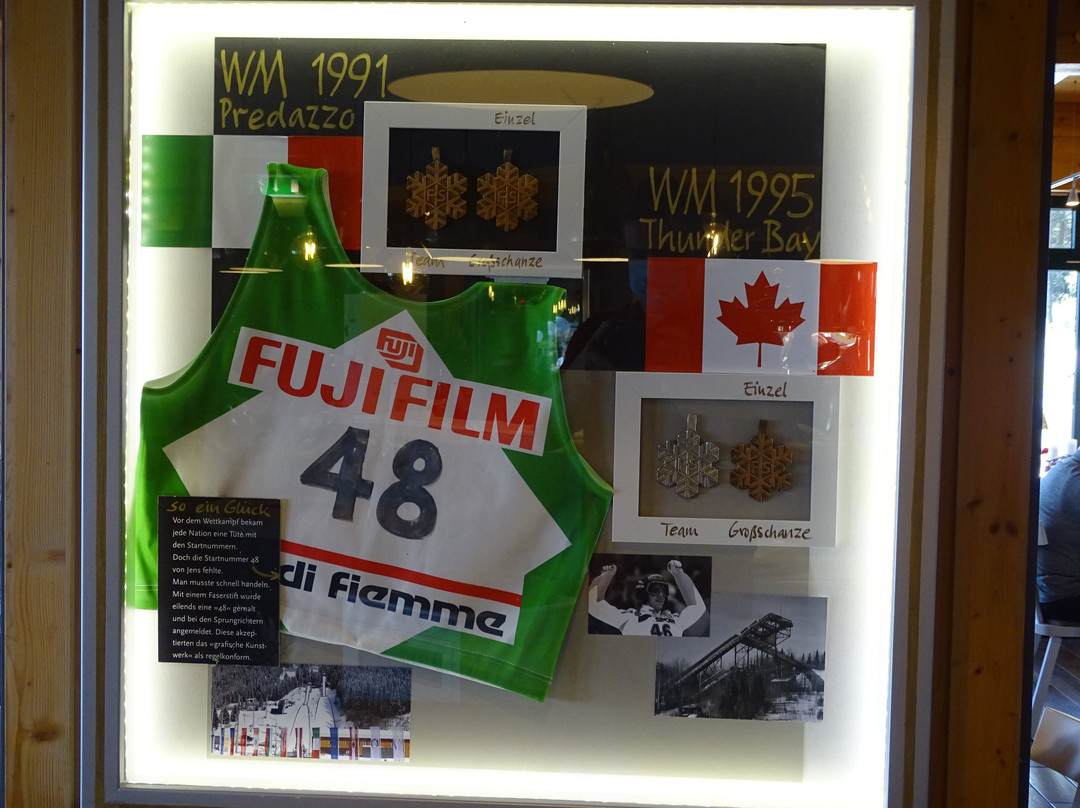 WM 1991
Predazzo
Einzel
Team Großschanze
WM 1995
Thunder Bay
Einzel
Team Großschanze
FUJI
FUJIFILM
48
di fiemme
so ein Glück
Vor dem Wettkampf bekam
jede Nation eine Tüte mit
den Startnummern.
Doch die Startnummer 48
von Jens fehlte.
Man musste schnell handeln.
Mit einem Faserstift wurde
eilends eine »48« gemalt
und bei den Sprungrichtern
angemeldet. Diese akzep-
tierten das »grafische Kunst-
werk« als regelkonform.
46